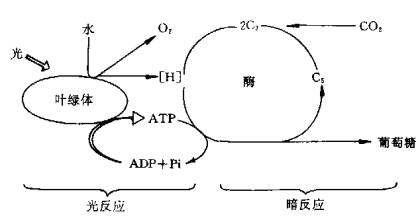 水
O₂
2C₃
CO₂
光
[H]
酶
C₅
叶绿体
ATP
葡萄糖
ADP+Pi
光反应
暗反应